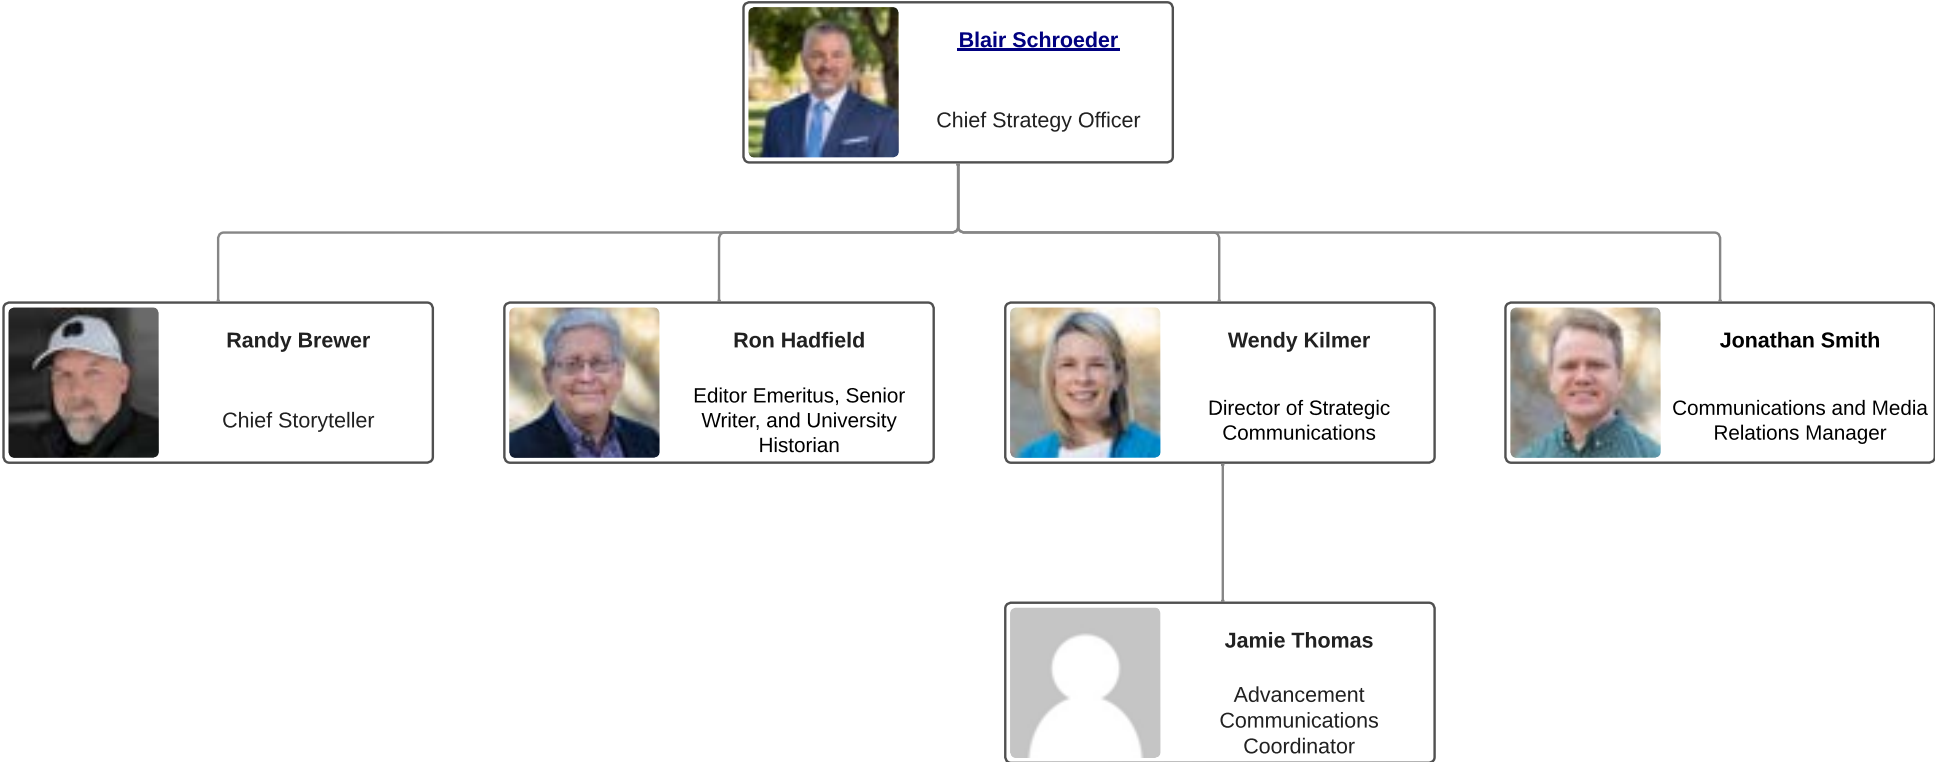 Blair Schroeder
Chief Strategy Officer
Randy Brewer
Chief Storyteller
Ron Hadfield
Editor Emeritus, Senior
Writer, and University
Historian
Wendy Kilmer
Director of Strategic
Communications
Jonathan Smith
Communications and Media
Relations Manager
Jamie Thomas
Advancement
Communications
Coordinator